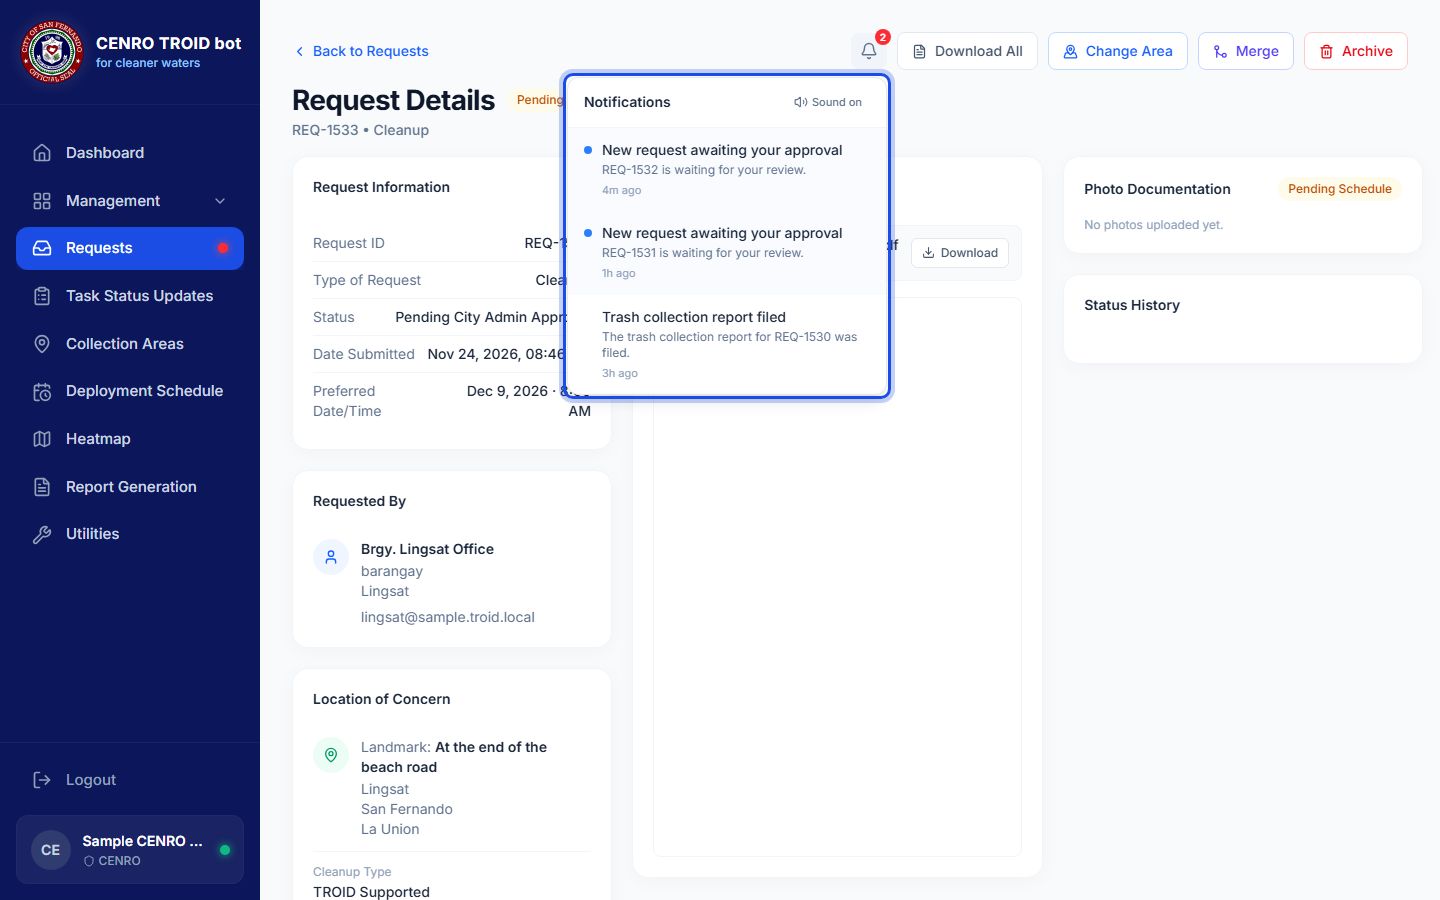 CITY OF SAN FERNANDO
OFFICIAL SEAL
CENRO TROID bot
for cleaner waters
Dashboard
Management
Requests
Task Status Updates
Collection Areas
Deployment Schedule
Heatmap
Report Generation
Utilities
Logout
CE
Sample CENRO ...
CENRO
Back to Requests
2
Download All
Change Area
Merge
Archive
Request Details
Pending
REQ-1533 • Cleanup
Notifications
Sound on
New request awaiting your approval
REQ-1532 is waiting for your review.
4m ago
New request awaiting your approval
REQ-1531 is waiting for your review.
1h ago
Trash collection report filed
The trash collection report for REQ-1530 was
filed.
3h ago
Request Information
Request ID
Type of Request
Status
Pending City Admin
Date Submitted
Nov 24, 2026,
Preferred
Date/Time
Dec 9, 2026 ·
AM
Requested By
Brgy. Lingsat Office
barangay
Lingsat
lingsat@sample.troid.local
Location of Concern
Landmark: At the end of the
beach road
Lingsat
San Fernando
La Union
Cleanup Type
TROID Supported
Download
Photo Documentation
Pending Schedule
No photos uploaded yet.
Status History